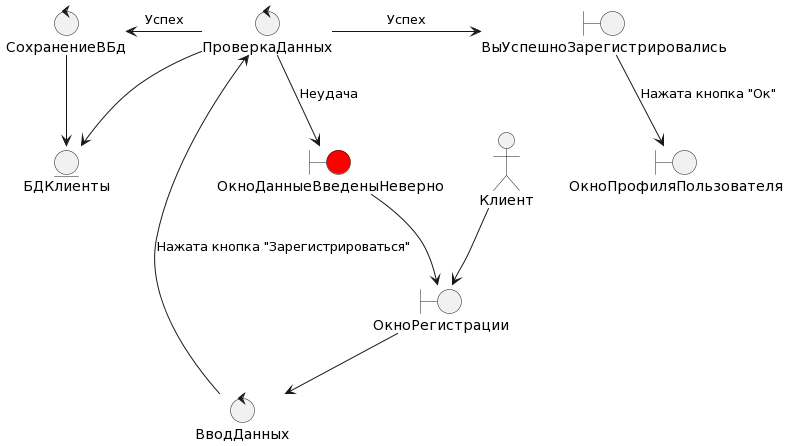 Успех
Успех
СохранениеВБд
ПроверкаДанных
ВыУспешноЗарегистрировались
Неудача
Нажата кнопка "Ок"
БДКлиенты
ОкноДанныеВведеныНеверно
Клиент
ОкноПрофиляПользователя
Нажата кнопка "Зарегистрироваться"
ОкноРегистрации
ВводДанных